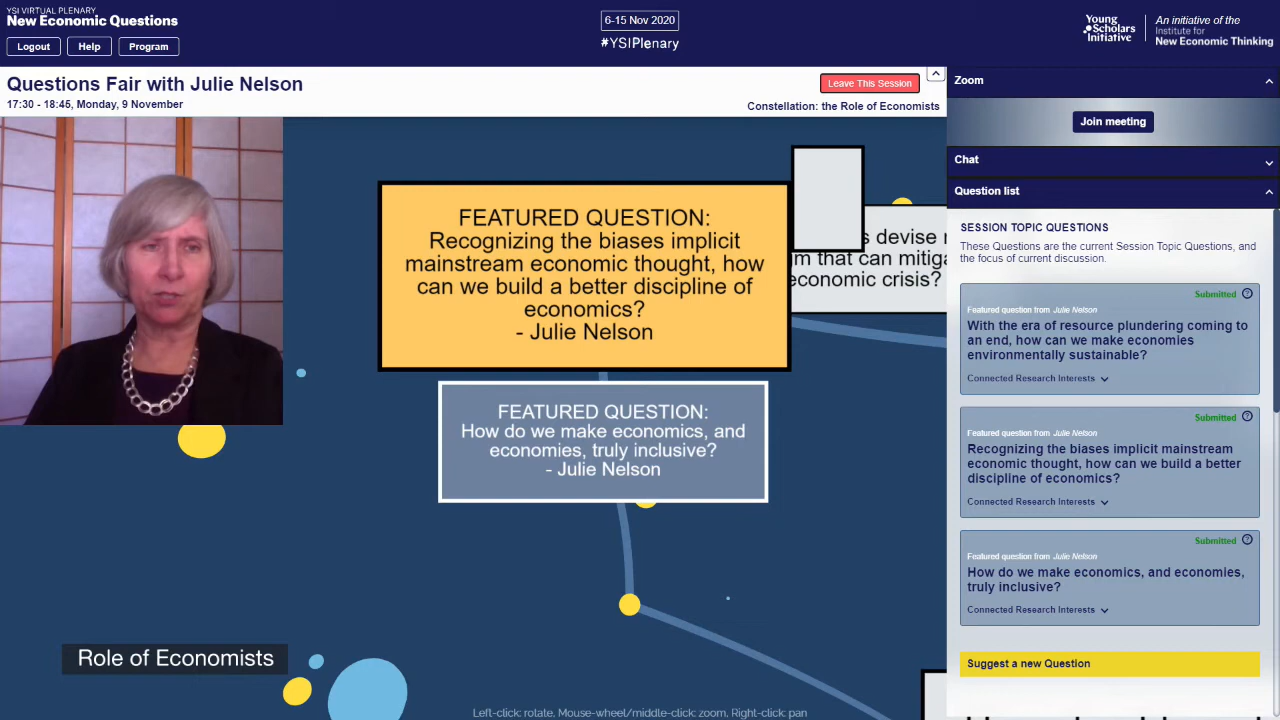 YSI VIRTUAL PLENARY
New Economic Questions
Logout Help Program
6-15 Nov 2020
#YSIPlenary
Young
Scholars
Initiative
An initiative of the
Institute for
New Economic Thinking
Questions Fair with Julie Nelson
17:30 - 18:45, Monday, 9 November
Leave This Session
Constellation: the Role of Economists
FEATURED QUESTION:
Recognizing the biases implicit
mainstream economic thought, how
can we build a better discipline of
economics?
- Julie Nelson
devise
that can
economic crisis?
FEATURED QUESTION:
How do we make economics, and
economies, truly inclusive?
- Julie Nelson
Role of Economists
Left-click: rotate. Mouse-wheel/middle-click: zoom, Right-click: pan
Zoom
Join meeting
Chat
Question list
SESSION TOPIC QUESTIONS
These Questions are the current Session Topic Questions, and
the focus of current discussion.
Submitted ?
Featured question from Julie Nelson
With the era of resource plundering coming to
an end, how can we make economies
environmentally sustainable?
Connected Research Interests
Submitted ?
Featured question from Julie Nelson
Recognizing the biases implicit mainstream
economic thought, how can we build a better
discipline of economics?
Connected Research Interests
Submitted ?
Featured question from Julie Nelson
How do we make economics, and economies,
truly inclusive?
Connected Research Interests
Suggest a new Question